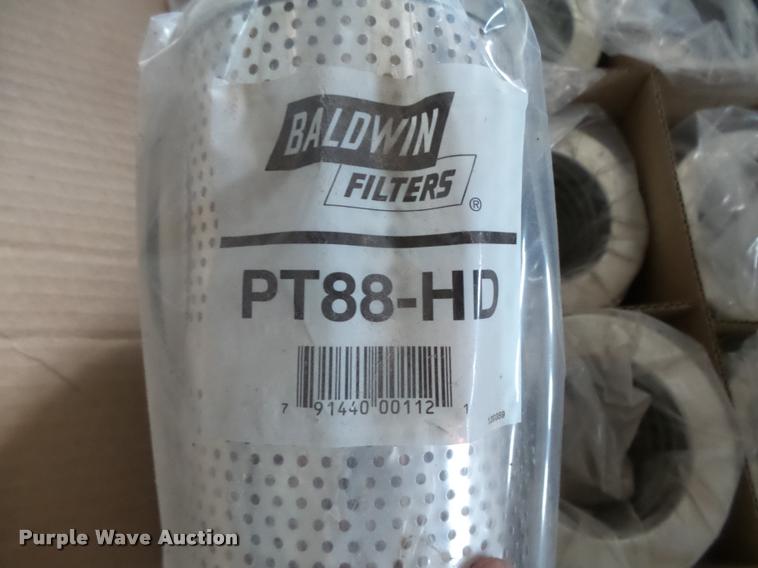 BALDWIN
FILTERS®
PT88-HD
7 91440 00112 1
Purple Wave Auction